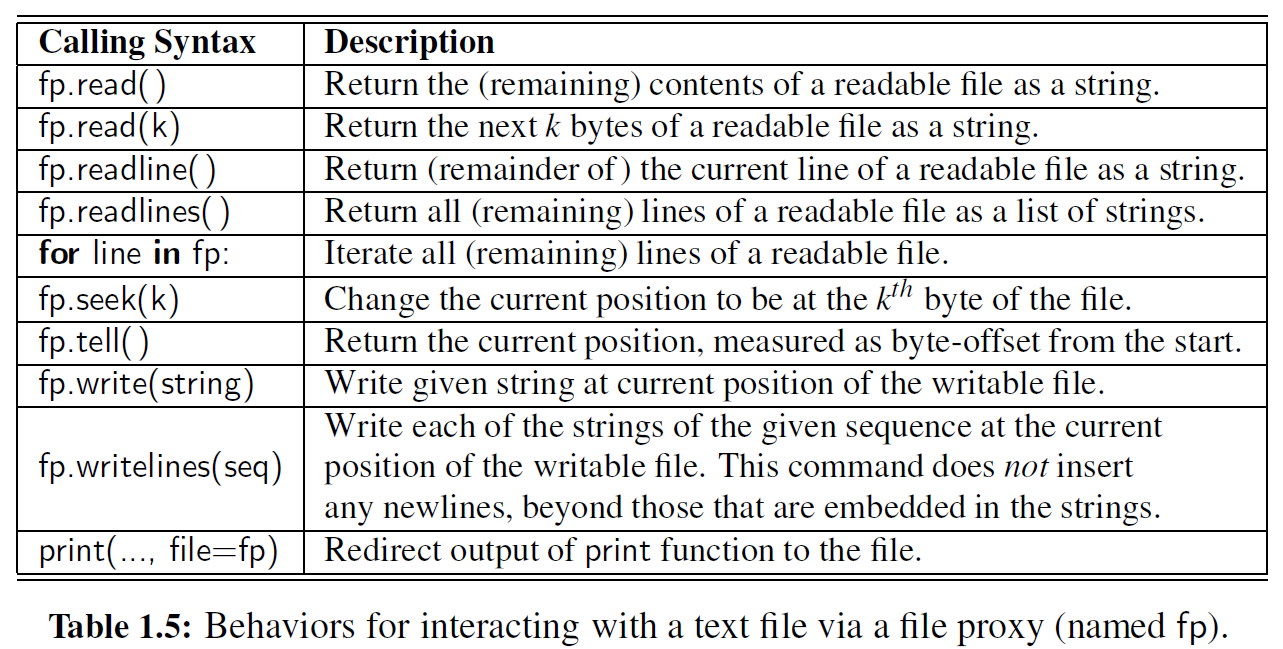 Calling Syntax Description
fp.read( ) Return the (remaining) contents of a readable file as a string.
fp.read(k) Return the next k bytes of a readable file as a string.
fp.readline( ) Return (remainder of ) the current line of a readable file as a string.
fp.readlines( ) Return all (remaining) lines of a readable file as a list of strings.
for line in fp: Iterate all (remaining) lines of a readable file.
fp.seek(k) Change the current position to be at the kth byte of the file.
fp.tell( ) Return the current position, measured as byte-offset from the start.
fp.write(string) Write given string at current position of the writable file.
Write each of the strings of the given sequence at the current
fp.writelines(seq) position of the writable file. This command does not insert
any newlines, beyond those that are embedded in the strings.
print(..., file=fp) Redirect output of print function to the file.
Table 1.5: Behaviors for interacting with a text file via a file proxy (named fp).